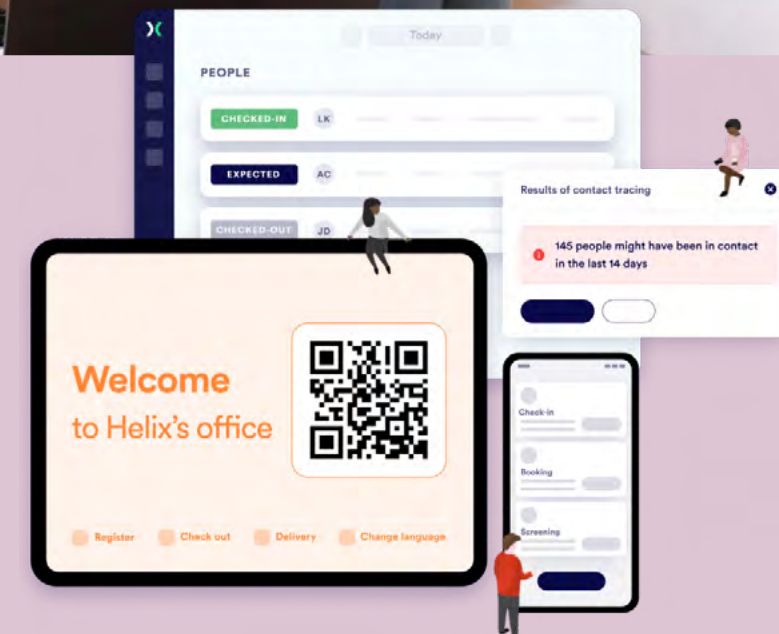 Today
PEOPLE
CHECKED-IN LK
EXPECTED AC
CHECKED-OUT JD
Results of contact tracing
145 people might have been in contact
in the last 14 days
Welcome
to Helix's office
Register Check out Delivery Change language
Check-in
Booking
Screening